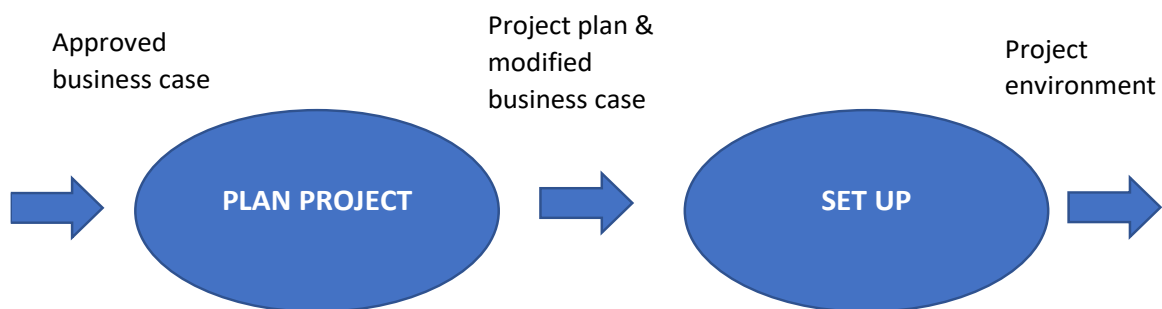 Approved
business case
Project plan &
modified
business case
Project
environment
PLAN PROJECT
SET UP